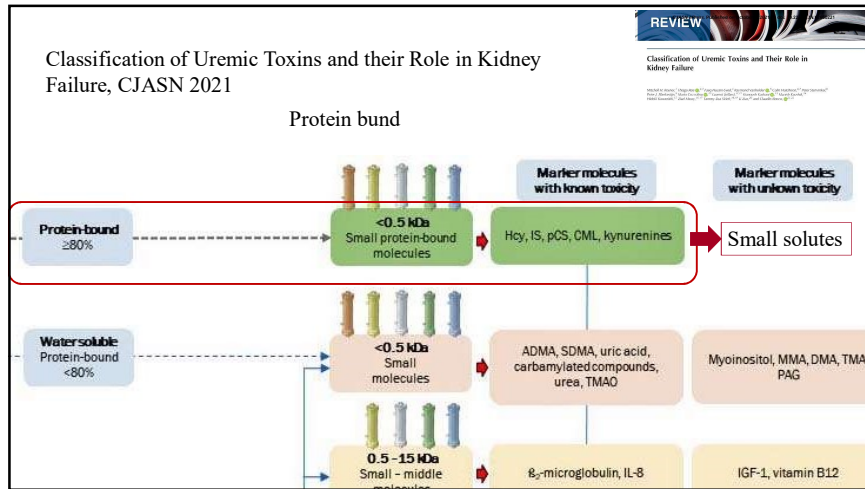 REVIEW
Classification of Uremic Toxins and Their Role in
Kidney Failure
Classification of Uremic Toxins and their Role in Kidney
Failure, CJASN 2021
Protein bund
Marker molecules
with known toxicity
Marker molecules
with unkown toxicity
Protein-bound
≥80%
<0.5 kDa
Small protein-bound
molecules
Hcy, IS, pCS, CML, kynurenines
Small solutes
Water soluble
Protein-bound
<80%
<0.5 kDa
Small
molecules
ADMA, SDMA, uric acid,
carbamylated compounds,
urea, TMAO
Myoinositol, MMA, DMA, TMA
PAG
0.5 –15 kDa
Small – middle
molecules
ß₂-microglobulin, IL-8
IGF-1, vitamin B12